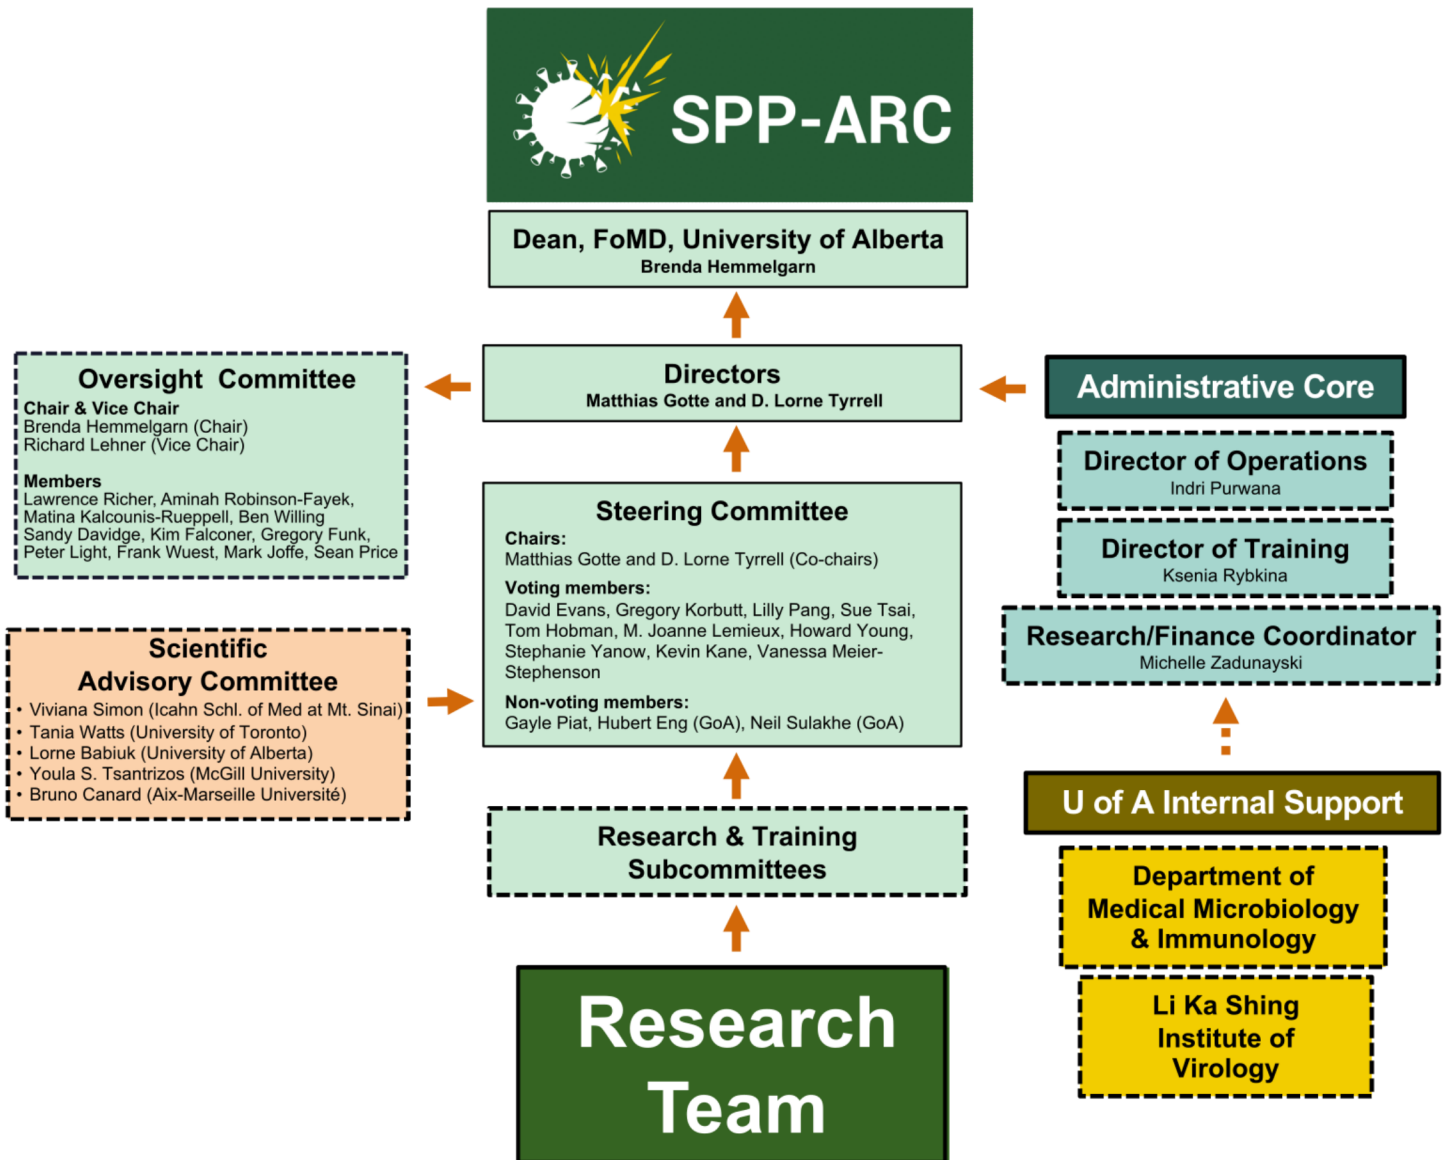 SPP-ARC
Dean, FoMD, University of Alberta
Brenda Hemmelgarn
Directors
Matthias Gotte and D. Lorne Tyrrell
Oversight Committee
Chair & Vice Chair
Brenda Hemmelgarn (Chair)
Richard Lehner (Vice Chair)
Members
Lawrence Richer, Aminah Robinson-Fayek,
Matina Kalcounis-Rueppell, Ben Willing
Sandy Davidge, Kim Falconer, Gregory Funk,
Peter Light, Frank Wuest, Mark Joffe, Sean Price
Scientific
Advisory Committee
• Viviana Simon (Icahn Schl. of Med at Mt. Sinai)
• Tania Watts (University of Toronto)
• Lorne Babiuk (University of Alberta)
• Youla S. Tsantrizos (McGill University)
• Bruno Canard (Aix-Marseille Université)
Steering Committee
Chairs:
Matthias Gotte and D. Lorne Tyrrell (Co-chairs)
Voting members:
David Evans, Gregory Korbutt, Lilly Pang, Sue Tsai,
Tom Hobman, M. Joanne Lemieux, Howard Young,
Stephanie Yanow, Kevin Kane, Vanessa Meier-
Stephenson
Non-voting members:
Gayle Piat, Hubert Eng (GoA), Neil Sulakhe (GoA)
Research & Training
Subcommittees
Research
Team
Administrative Core
Director of Operations
Indri Purwana
Director of Training
Ksenia Rybkina
Research/Finance Coordinator
Michelle Zadunayski
U of A Internal Support
Department of
Medical Microbiology
& Immunology
Li Ka Shing
Institute of
Virology